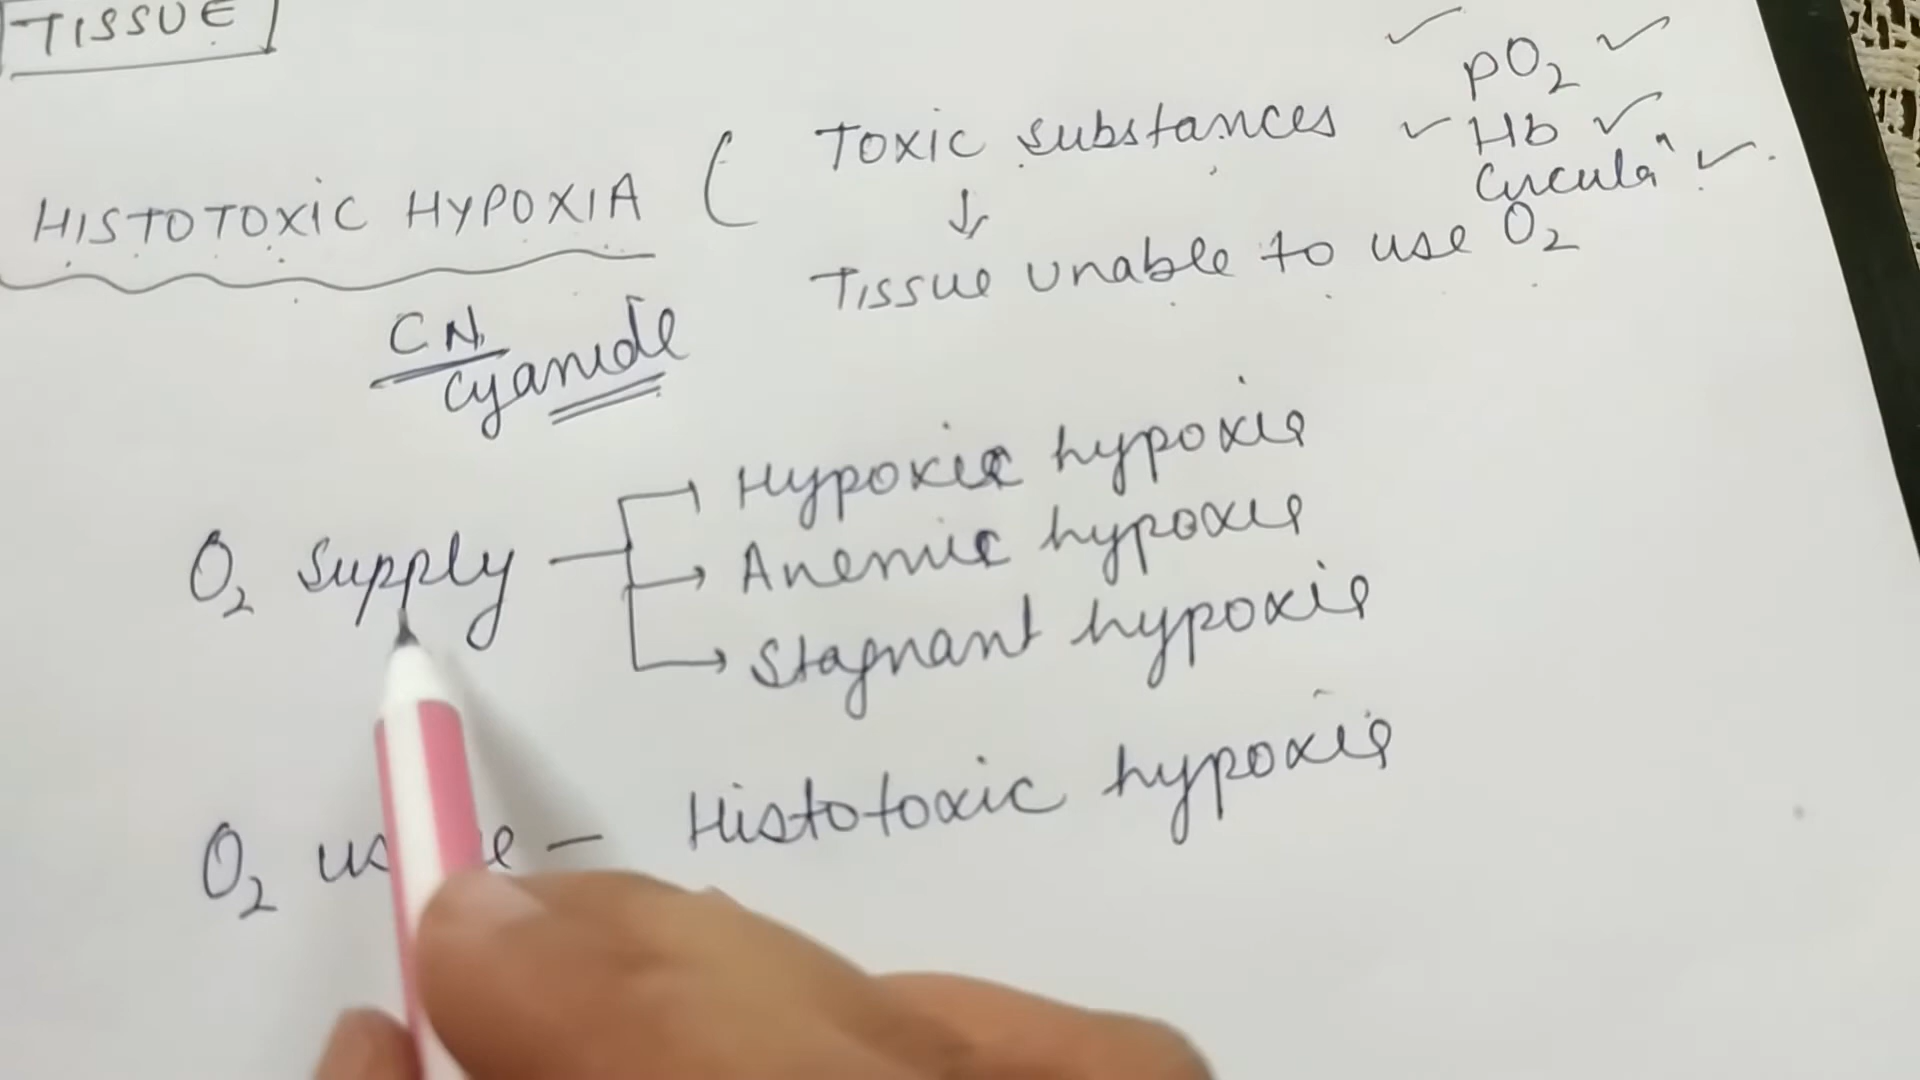 TISSUE
pO2
HISTOTOXIC HYPOXIA ( Toxic substances Hb
Circulaⁿ
↓
Tissue unable to use O2
CN
Cyanide
O2 Supply → Hypoxic hypoxia
→ Anemic hypoxia
→ Stagnant hypoxia
O2 — Histotoxic hypoxia